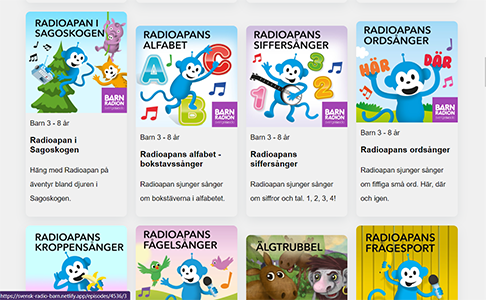 RADIOAPAN I
SAGOSKOGEN
BARN
RADION
Barn 3 - 8 år
Radioapan i
Sagoskogen
Häng med Radioapan på
äventyr bland djuren i
Sagoskogen.
RADIOAPANS
ALFABET
A
C
B
BARN
RADION
Barn 3 - 8 år
Radioapans alfabet -
bokstavssånger
Radioapan sjunger sånger
om bokstäverna i alfabetet.
RADIOAPANS
SIFFERSÅNGER
3
2
1
BARN
RADION
Barn 3 - 8 år
Radioapans
siffersånger
Radioapan sjunger sånger
om siffror och tal. 1, 2, 3, 4!
RADIOAPANS
ORDSÅNGER
HÖR
DÄR
BARN
RADION
Barn 3 - 8 år
Radioapans ordsånger
Radioapan sjunger sånger
om fiffiga små ord. Här, där
och igen.
RADIOAPANS
KROPPENSÅNGER
RADIOAPANS
FÅGELSÅNGER
ÄLGTRUBBEL
RADIOAPANS
FRÅGESPORT
https://svensk-radio-barn.netlify.app/episodes/4536/3